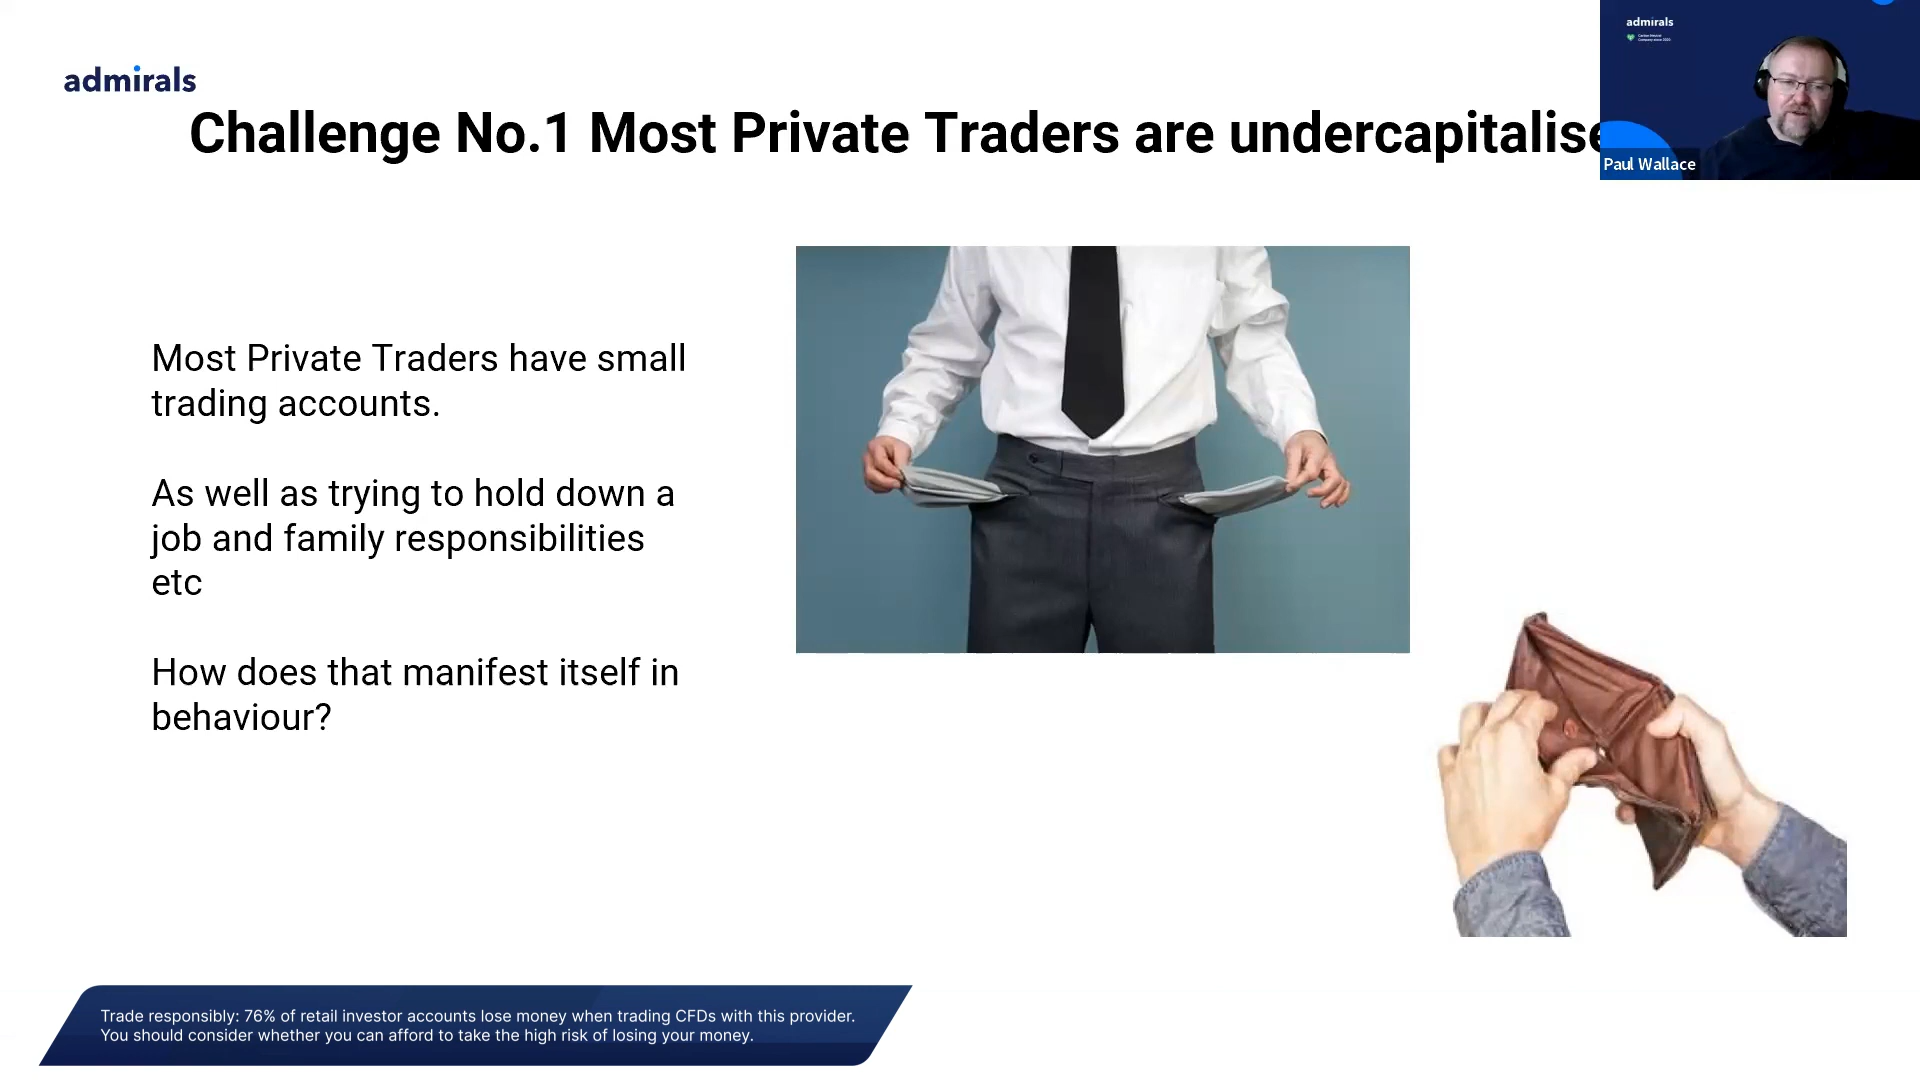 admirals
Challenge No.1 Most Private Traders are undercapitalise
admirals
Paul Wallace
Most Private Traders have small
trading accounts.
As well as trying to hold down a
job and family responsibilities
etc
How does that manifest itself in
behaviour?
Trade responsibly: 76% of retail investor accounts lose money when trading CFDs with this provider.
You should consider whether you can afford to take the high risk of losing your money.